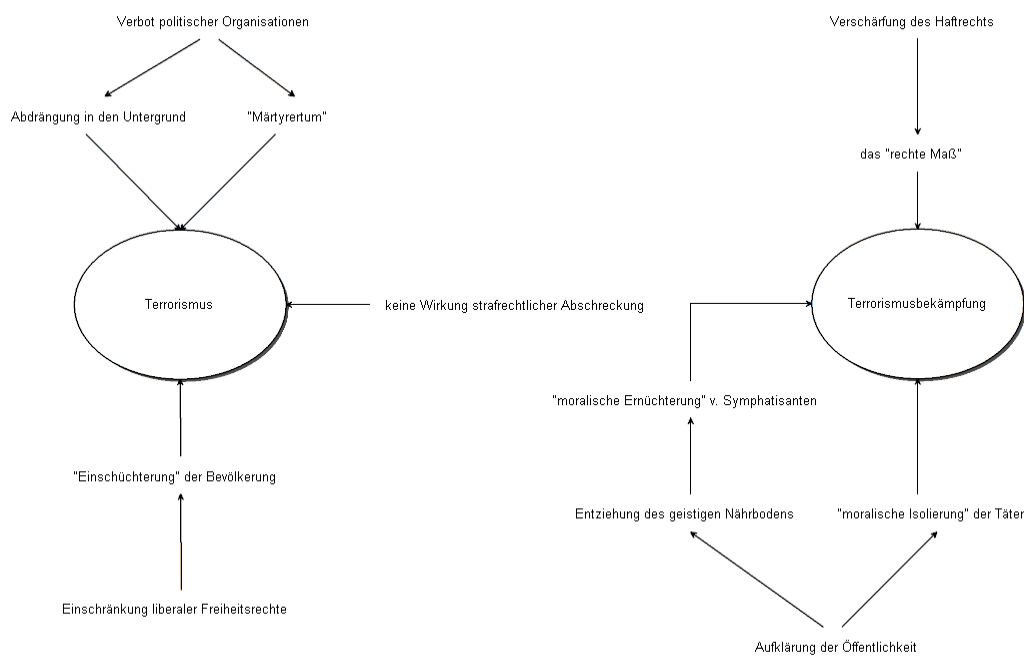 Verbot politischer Organisationen
Verschärfung des Haftrechts
Abdrängung in den Untergrund
"Märtyrertum"
das "rechte Maß"
Terrorismus
keine Wirkung strafrechtlicher Abschreckung
Terrorismusbekämpfung
"moralische Ernüchterung" v. Symphatisanten
"Einschüchterung" der Bevölkerung
Entziehung des geistigen Nährbodens
"moralische Isolierung" der Täter
Einschränkung liberaler Freiheitsrechte
Aufklärung der Öffentlichkeit